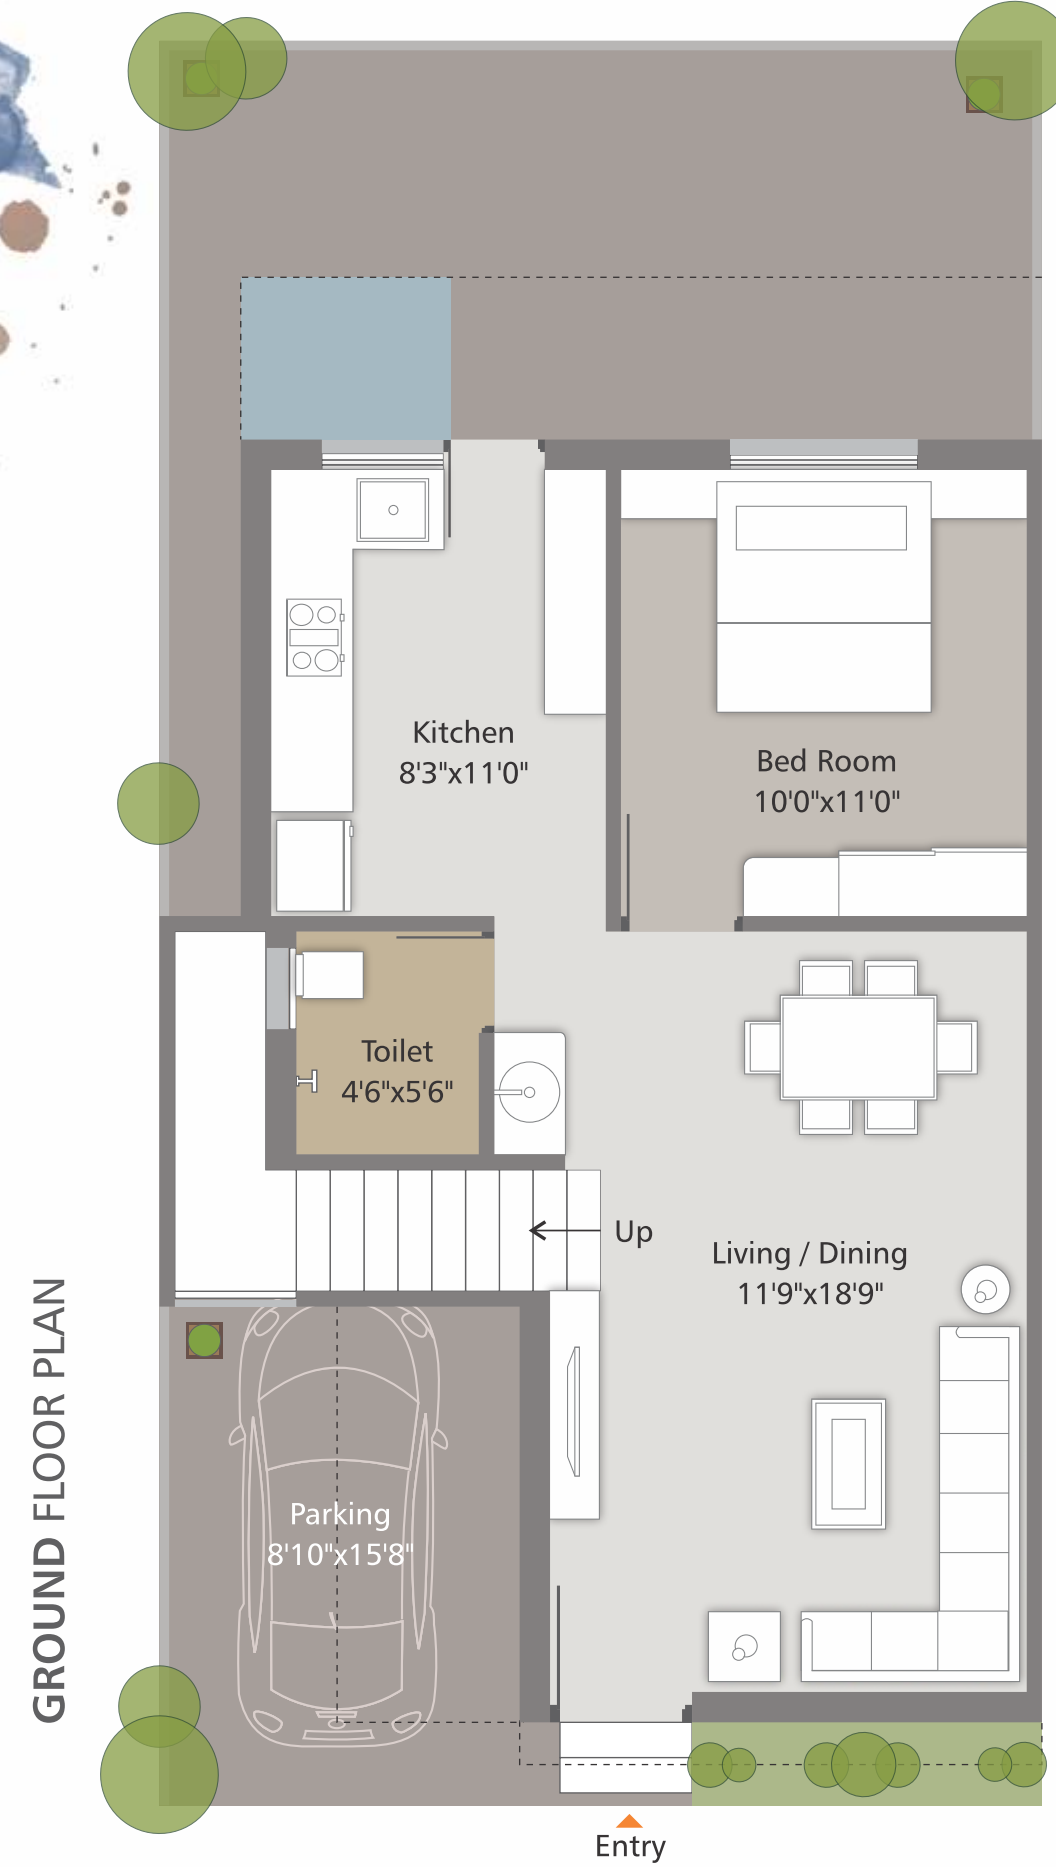 Kitchen
8'3"x11'0"
Bed Room
10'0"x11'0"
Toilet
4'6"x5'6"
Up
Living / Dining
11'9"x18'9"
Parking
8'10"x15'8"
GROUND FLOOR PLAN
Entry